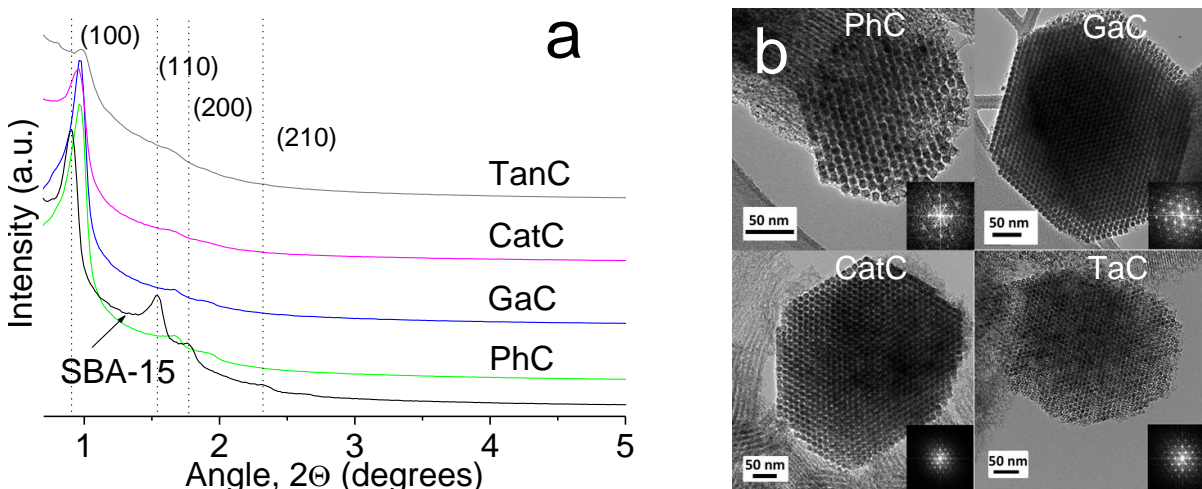 a
(100)
(110)
(200)
(210)
TanC
CatC
GaC
PhC
SBA-15
Intensity (a.u.)
1 2 3 4 5
Angle, 2Θ (degrees)
b
PhC
50 nm
GaC
50 nm
CatC
50 nm
TaC
50 nm